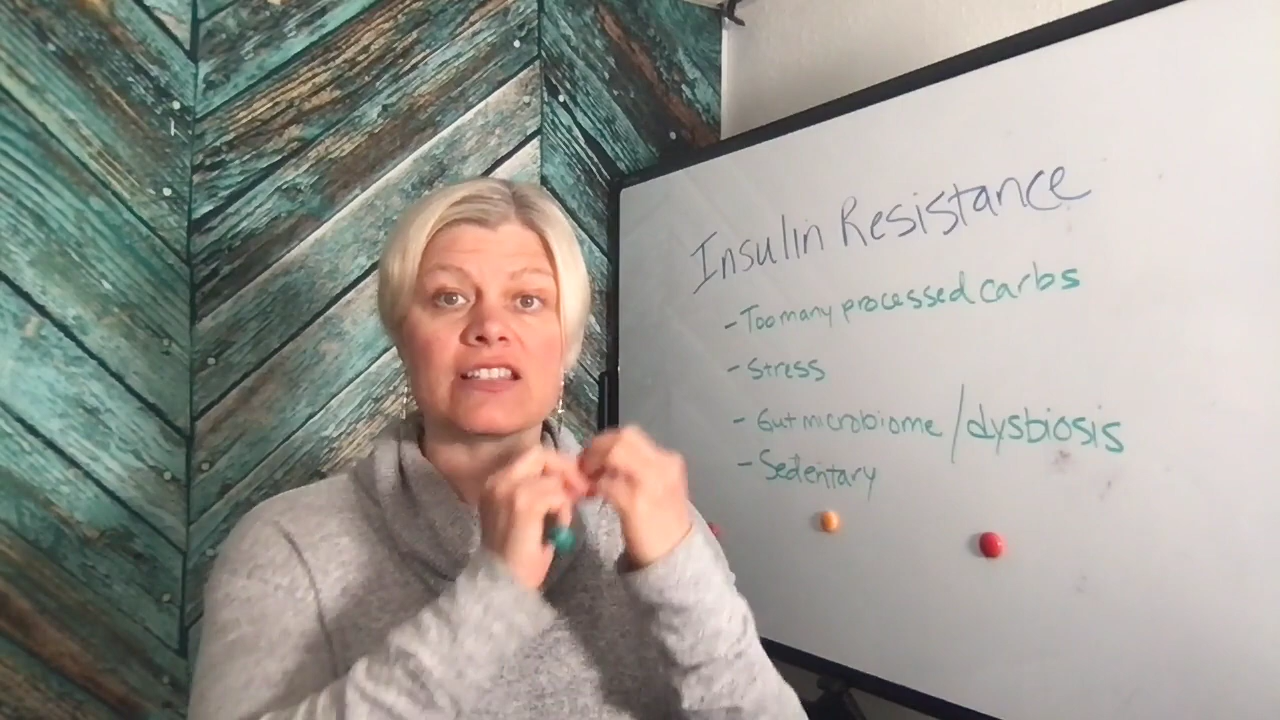 Insulin Resistance
- Too many processed carbs
- Stress
- Gut microbiome / dysbiosis
- Sedentary